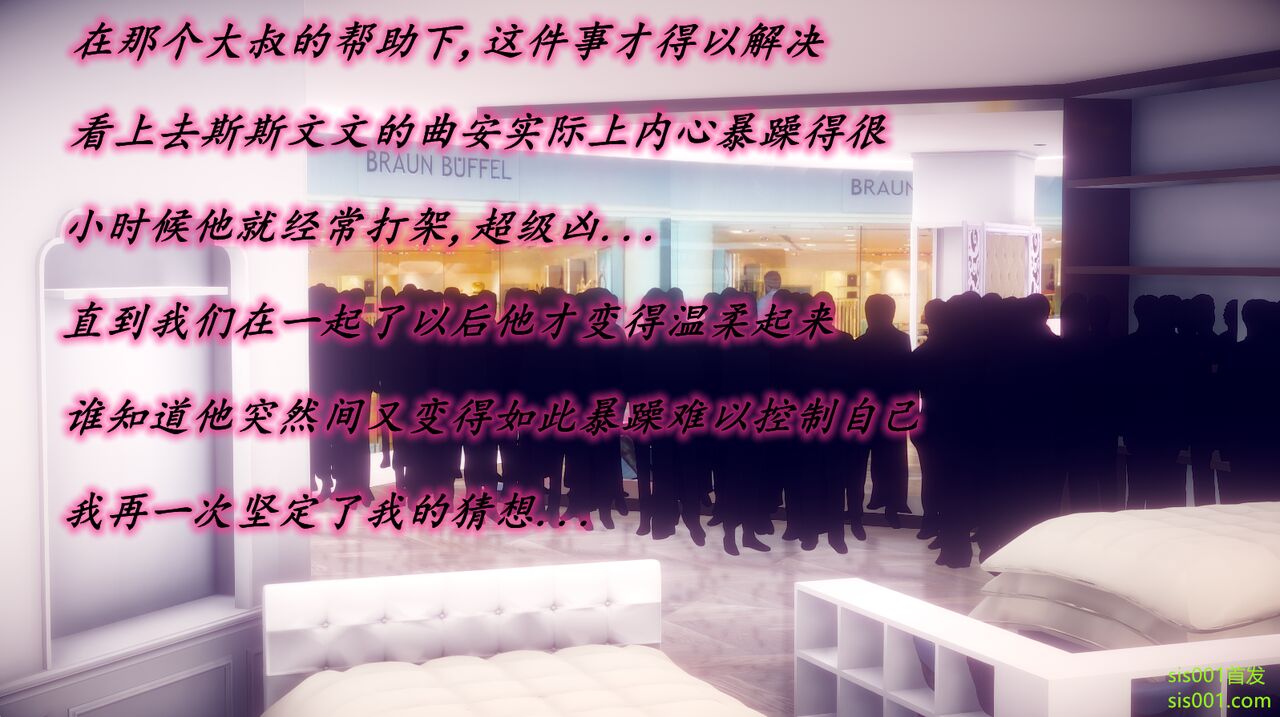 在那个大叔的帮助下,这件事才得以解决
看上去斯斯文文的曲安实际上内心暴躁得很
BRAUN BÜFFEL
BRAUN
小时候他就经常打架,超级凶...
直到我们在一起了以后他才变得温柔起来
谁知道他突然间又变得如此暴躁难以控制自己
我再一次坚定了我的猜想...
sis001首发
sis001.com